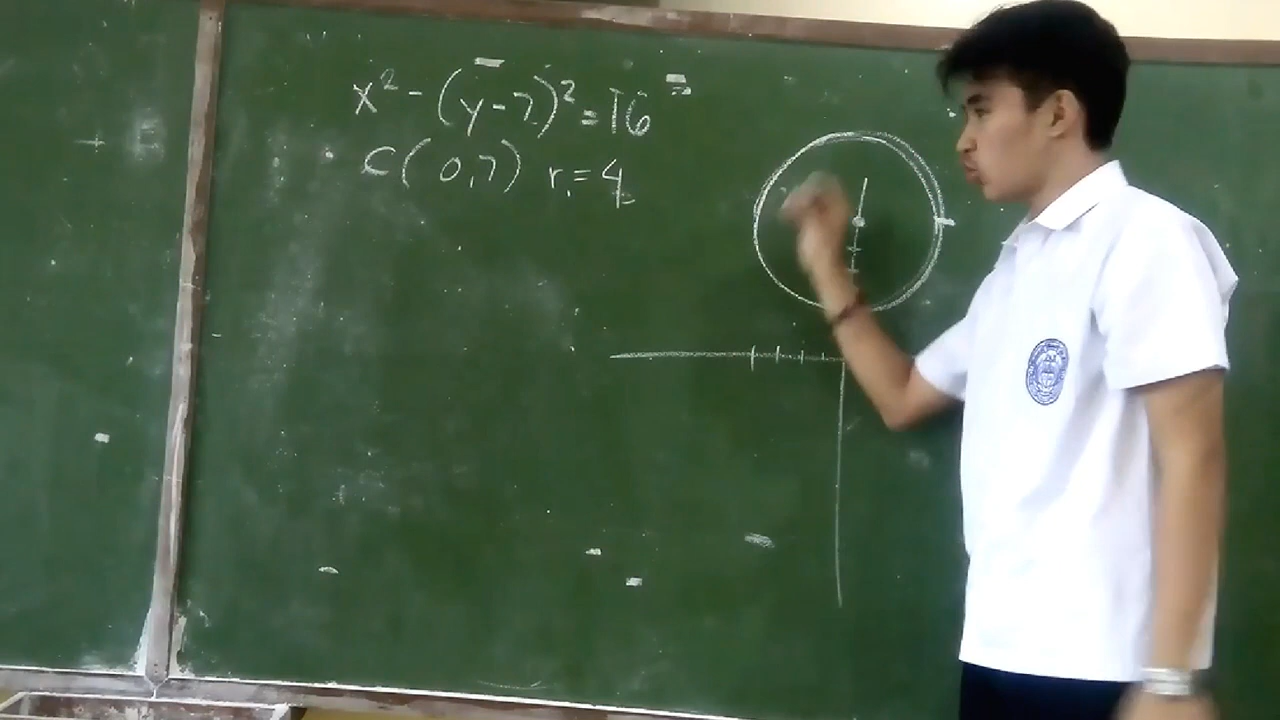 x² - (y-7)² = 16
C(0,7) r = 4